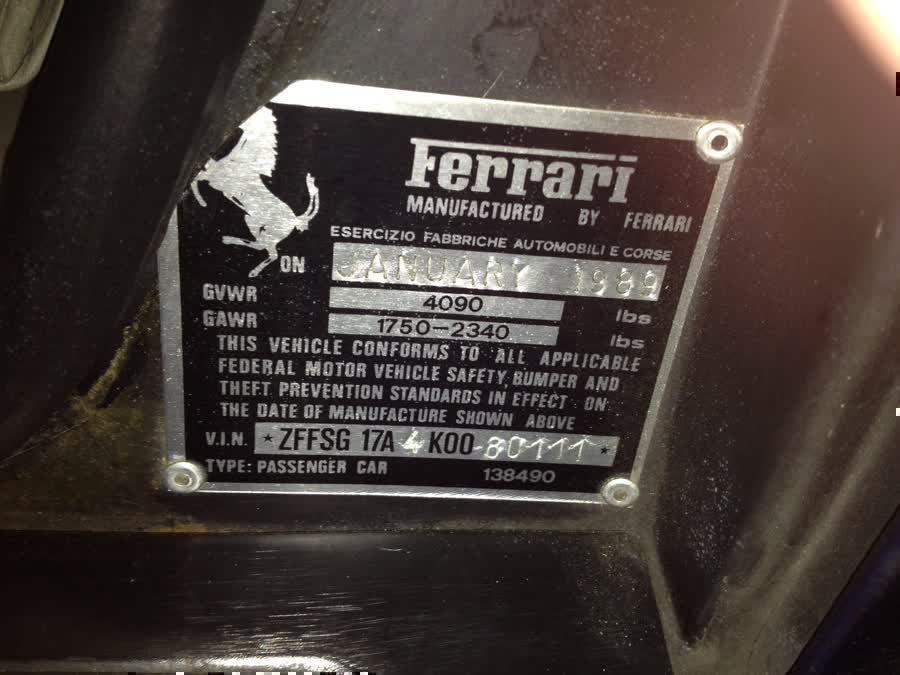 Ferrari
MANUFACTURED BY FERRARI
ESERCIZIO FABBRICHE AUTOMOBILI E CORSE
ON JANUARY 1989
GVWR 4090 lbs
GAWR 1750-2340 lbs
THIS VEHICLE CONFORMS TO ALL APPLICABLE
FEDERAL MOTOR VEHICLE SAFETY, BUMPER AND
THEFT PREVENTION STANDARDS IN EFFECT ON
THE DATE OF MANUFACTURE SHOWN ABOVE
V.I.N. * ZFFSG 17A 4 K00-80111 *
TYPE: PASSENGER CAR 138490